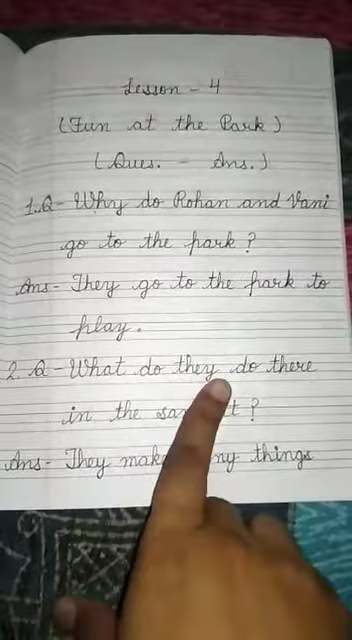 Lesson - 4
(Fun at the Park)
(Ques. - Ans.)
1.Q - Why do Rohan and Vani
go to the park?
Ans - They go to the park to
play.
2. Q - What do they do there
in the
Ans - They make things